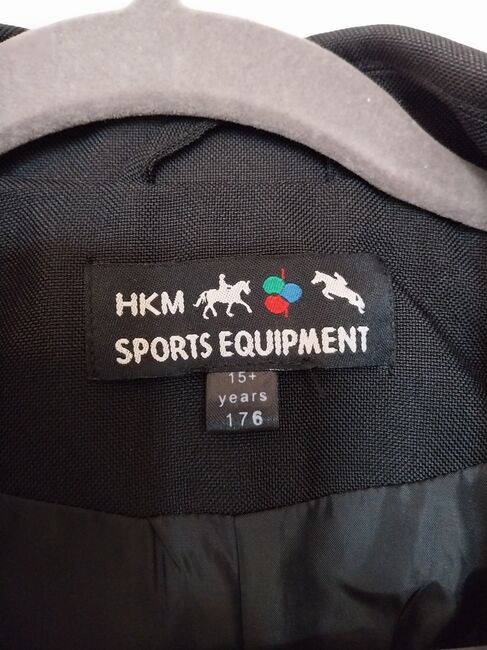 HKM
SPORTS EQUIPMENT
15+
years
176